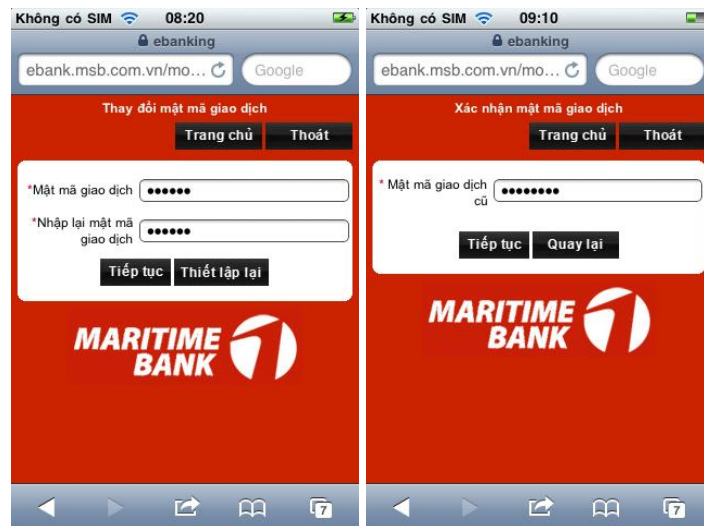 Không có SIM 08:20
ebanking
ebank.msb.com.vn/mo... Google
Thay đổi mật mã giao dịch
Trang chủ Thoát
*Mật mã giao dịch ••••••
*Nhập lại mật mã
giao dịch ••••••
Tiếp tục Thiết lập lại
MARITIME
BANK
7
Không có SIM 09:10
ebanking
ebank.msb.com.vn/mo... Google
Xác nhận mật mã giao dịch
Trang chủ Thoát
* Mật mã giao dịch
cũ ••••••••
Tiếp tục Quay lại
MARITIME
BANK
7